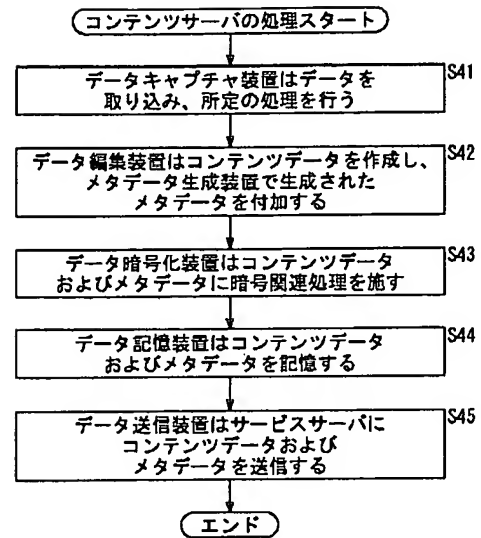 コンテンツサーバの処理スタート
S41
データキャプチャ装置はデータを
取り込み、所定の処理を行う
S42
データ編集装置はコンテンツデータを作成し、
メタデータ生成装置で生成された
メタデータを付加する
S43
データ暗号化装置はコンテンツデータ
およびメタデータに暗号関連処理を施す
S44
データ記憶装置はコンテンツデータ
およびメタデータを記憶する
S45
データ送信装置はサービスサーバに
コンテンツデータおよび
メタデータを送信する
エンド